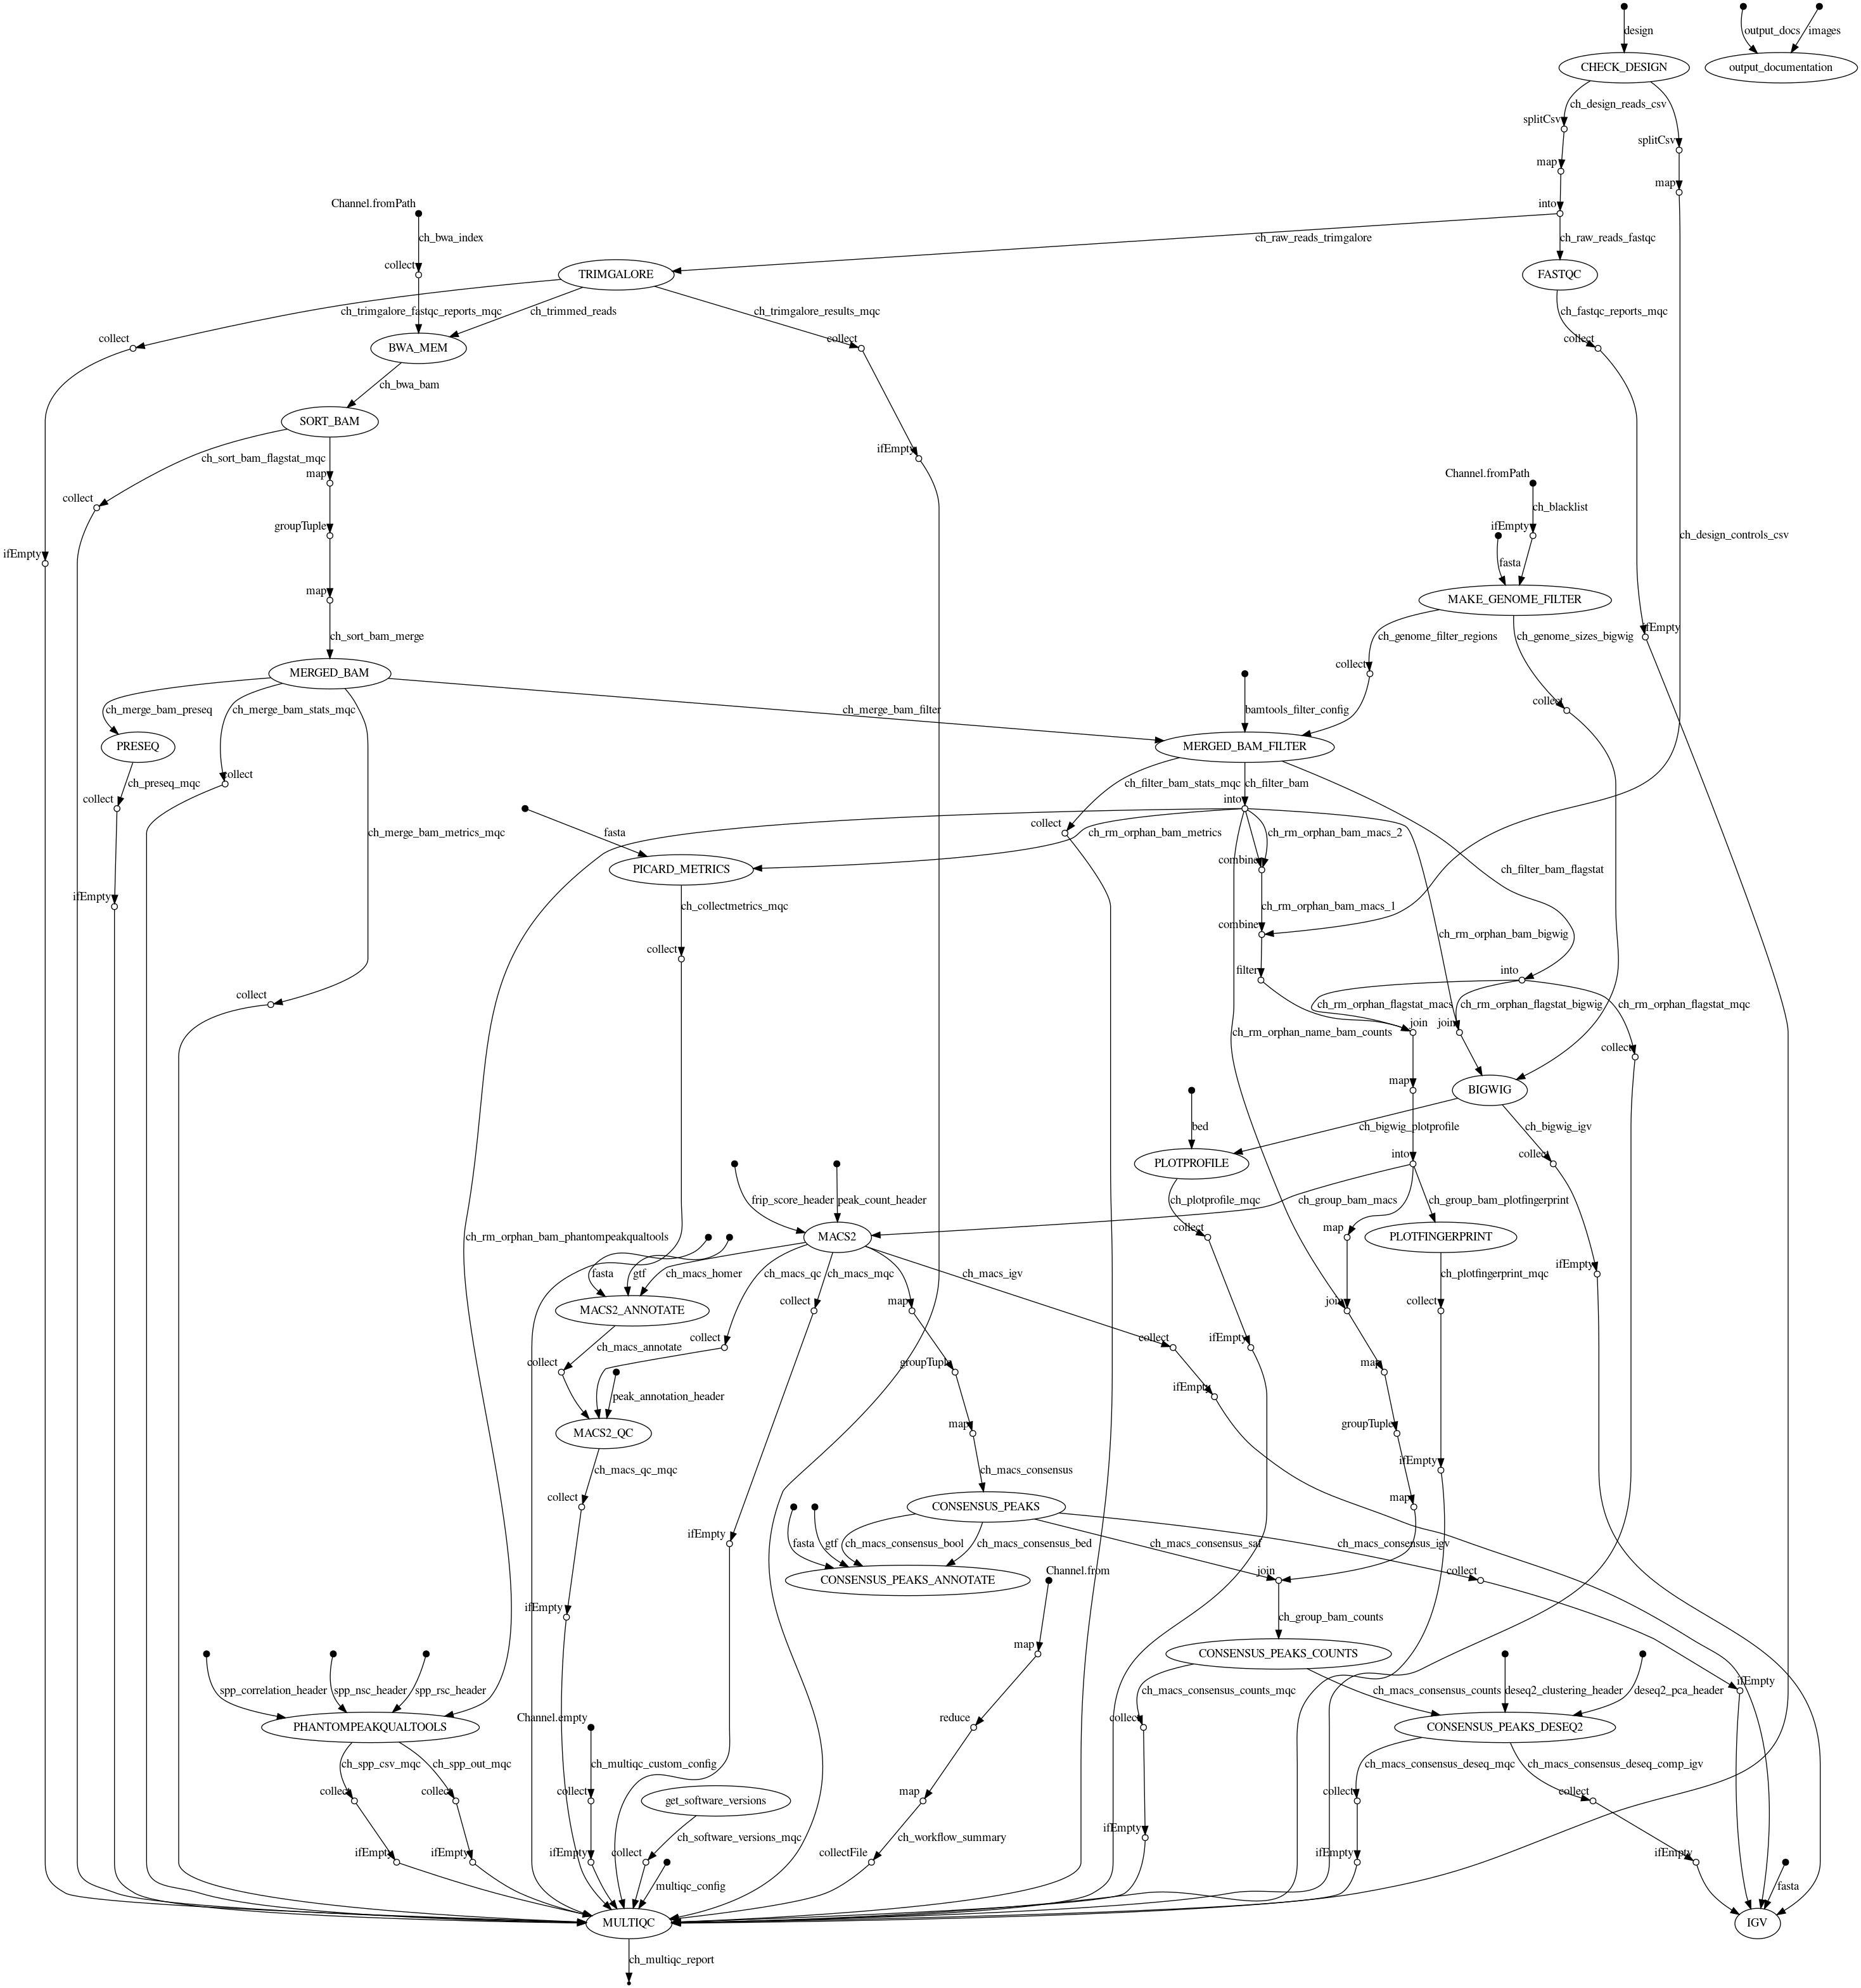 design
output_docs
images
CHECK_DESIGN
output_documentation
ch_design_reads_csv
splitCsv
splitCsv
map
map
Channel.fromPath
into
ch_bwa_index
ch_raw_reads_trimgalore
ch_raw_reads_fastqc
collect
TRIMGALORE
FASTQC
ch_trimgalore_fastqc_reports_mqc
ch_trimmed_reads
ch_trimgalore_results_mqc
ch_fastqc_reports_mqc
collect
BWA_MEM
collect
collect
ch_bwa_bam
SORT_BAM
ch_sort_bam_flagstat_mqc
ifEmpty
map
Channel.fromPath
collect
ch_blacklist
groupTuple
ifEmpty
ch_design_controls_csv
ifEmpty
fasta
map
MAKE_GENOME_FILTER
ifEmpty
ch_sort_bam_merge
ch_genome_filter_regions
ch_genome_sizes_bigwig
MERGED_BAM
collect
ch_merge_bam_preseq
ch_merge_bam_stats_mqc
ch_merge_bam_filter
bamtools_filter_config
collect
PRESEQ
MERGED_BAM_FILTER
ch_preseq_mqc
collect
ch_filter_bam_stats_mqc
ch_filter_bam
collect
into
ch_merge_bam_metrics_mqc
fasta
collect
ch_rm_orphan_bam_metrics
ch_rm_orphan_bam_macs_2
PICARD_METRICS
combine
ch_filter_bam_flagstat
ifEmpty
ch_collectmetrics_mqc
ch_rm_orphan_bam_macs_1
combine
ch_rm_orphan_bam_bigwig
collect
filter
into
collect
ch_rm_orphan_flagstat_macs
ch_rm_orphan_flagstat_bigwig
ch_rm_orphan_flagstat_mqc
join
join
ch_rm_orphan_name_bam_counts
collect
map
BIGWIG
bed
ch_bigwig_plotprofile
ch_bigwig_igv
into
collect
PLOTPROFILE
frip_score_header
peak_count_header
ch_plotprofile_mqc
ch_group_bam_macs
ch_group_bam_plotfingerprint
ch_rm_orphan_bam_phantompeakqualtools
MACS2
collect
map
PLOTFINGERPRINT
fasta
gtf
ch_macs_homer
ch_macs_qc
ch_macs_mqc
ch_macs_igv
ch_plotfingerprint_mqc
ifEmpty
MACS2_ANNOTATE
collect
map
join
collect
ch_macs_annotate
collect
collect
ifEmpty
collect
groupTuple
map
peak_annotation_header
ifEmpty
MACS2_QC
map
groupTuple
ch_macs_qc_mqc
ch_macs_consensus
ifEmpty
collect
CONSENSUS_PEAKS
map
fasta
gtf
ch_macs_consensus_bool
ch_macs_consensus_bed
ch_macs_consensus_saf
ch_macs_consensus_igv
ifEmpty
CONSENSUS_PEAKS_ANNOTATE
Channel.from
join
collect
ifEmpty
ch_group_bam_counts
map
CONSENSUS_PEAKS_COUNTS
spp_correlation_header
spp_nsc_header
spp_rsc_header
ch_macs_consensus_counts_mqc
ch_macs_consensus_counts
deseq2_clustering_header
deseq2_pca_header
ifEmpty
PHANTOMPEAKQUALTOOLS
Channel.empty
reduce
collect
CONSENSUS_PEAKS_DESEQ2
ch_spp_csv_mqc
ch_spp_out_mqc
ch_multiqc_custom_config
ch_macs_consensus_deseq_mqc
ch_macs_consensus_deseq_comp_igv
collect
collect
collect
get_software_versions
map
collect
collect
ch_software_versions_mqc
ch_workflow_summary
ifEmpty
ifEmpty
ifEmpty
ifEmpty
collect
collectFile
ifEmpty
ifEmpty
multiqc_config
fasta
MULTIQC
IGV
ch_multiqc_report